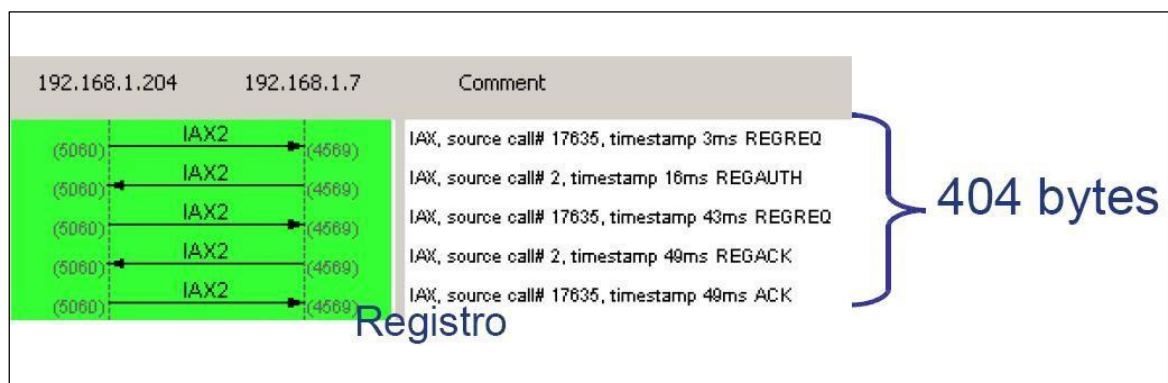 192.168.1.204 192.168.1.7 Comment
IAX2
(5060) (4569) IAX, source call# 17635, timestamp 3ms REGREQ
IAX2
(5060) (4569) IAX, source call# 2, timestamp 16ms REGAUTH
IAX2
(5060) (4569) IAX, source call# 17635, timestamp 43ms REGREQ
IAX2
(5060) (4569) IAX, source call# 2, timestamp 49ms REGACK
IAX2
(5060) (4569) IAX, source call# 17635, timestamp 49ms ACK
404 bytes
Registro